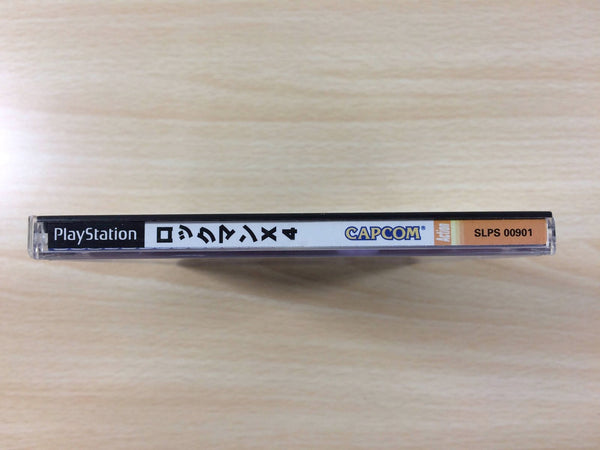 PlayStation
ロックマンX4
CAPCOM®
Action
SLPS 00901